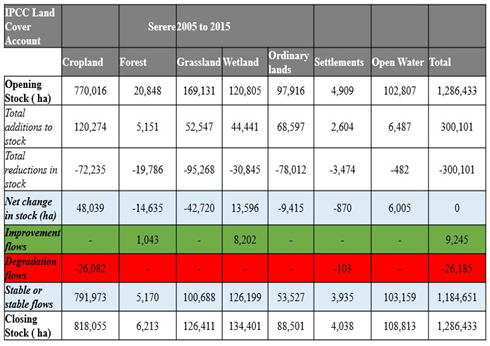 IPCC Land Cover Account Serere2005 to 2015
Cropland Forest Grassland Wetland Ordinary lands Settlements Open Water Total
Opening Stock ( ha) 770,016 20,848 169,131 120,805 97,916 4,909 102,807 1,286,433
Total additions to stock 120,274 5,151 52,547 44,441 68,597 2,604 6,487 300,101
Total reductions in stock -72,235 -19,786 -95,268 -30,845 -78,012 -3,474 -482 -300,101
Net change in stock (ha) 48,039 -14,635 -42,720 13,596 -9,415 -870 6,005 0
Improvement flows - 1,043 - 8,202 - - - 9,245
Degradation flows -26,082 - - - - -103 - -26,185
Stable or stable flows 791,973 5,170 100,688 126,199 53,527 3,935 103,159 1,184,651
Closing Stock ( ha) 818,055 6,213 126,411 134,401 88,501 4,038 108,813 1,286,433